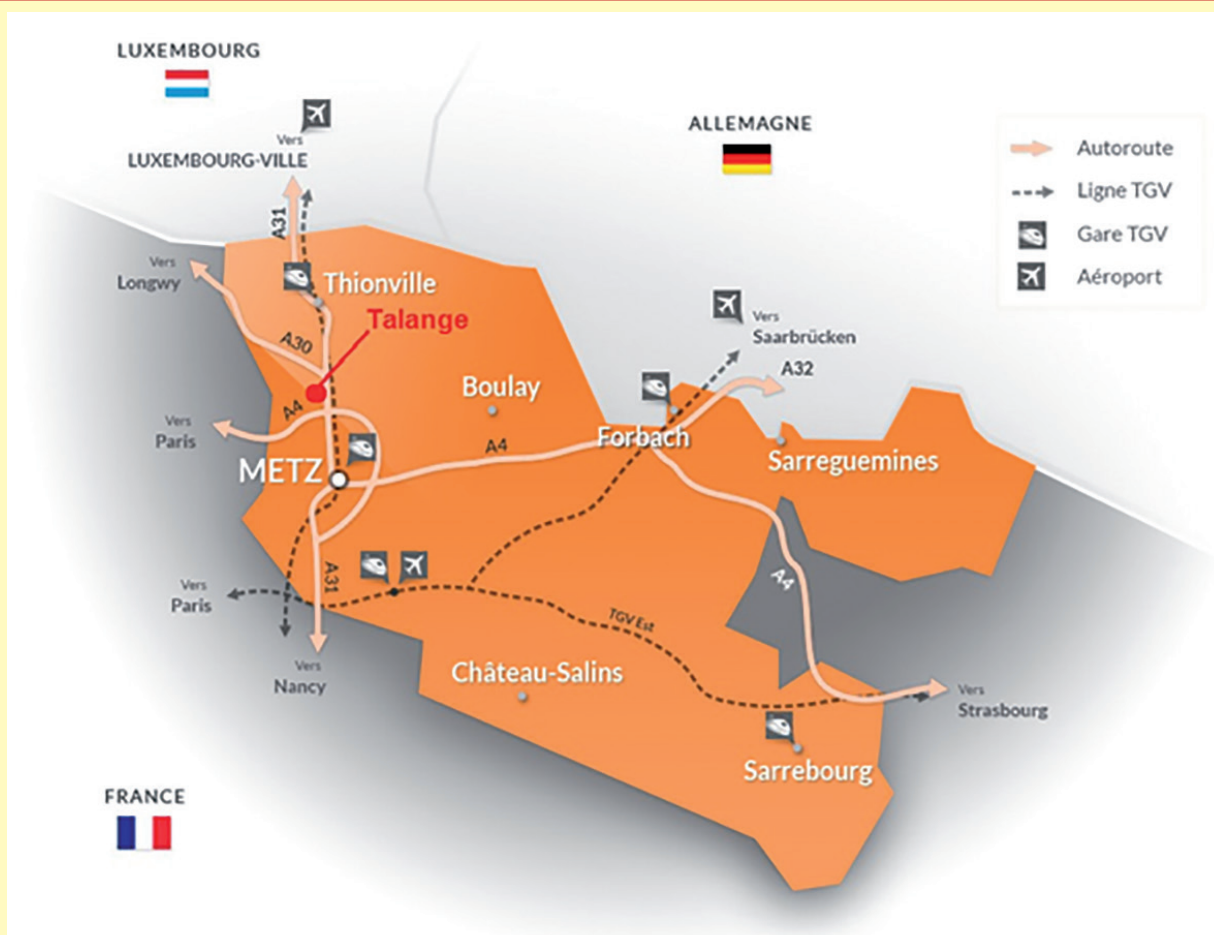 LUXEMBOURG
ALLEMAGNE
Autoroute
Ligne TGV
Gare TGV
Aéroport
Vers
LUXEMBOURG-VILLE
A31
Vers
Longwy
Thionville
Talange
A30
Vers
Saarbrücken
A32
Boulay
A4
Vers
Paris
Forbach
A4
METZ
Sarreguemines
A31
A4
Vers
Paris
TGV Est
Vers
Nancy
Château-Salins
Vers
Strasbourg
Sarrebourg
FRANCE